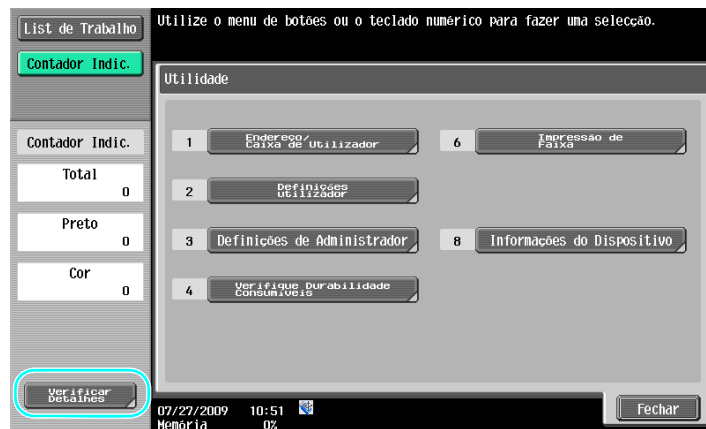 List de Trabalho
Contador Indic.
Utilize o menu de botões ou o teclado numérico para fazer uma selecção.
Utilidade
1 Endereço/
Caixa de Utilizador
2 Definições
utilizador
3 Definições de Administrador
4 Verifique Durabilidade
Consumíveis
6 Impressão de
Faixa
8 Informações do Dispositivo
Contador Indic.
Total
0
Preto
0
Cor
0
Verificar
Detalhes
07/27/2009 10:51
Memória 0%
Fechar